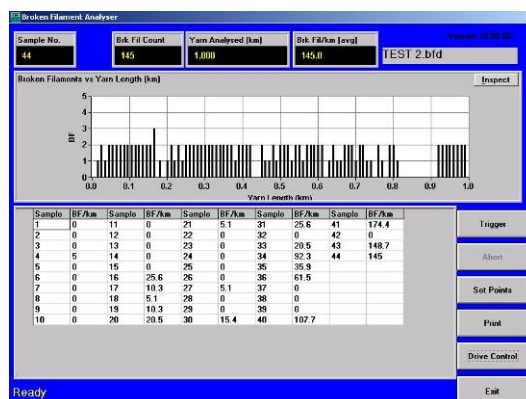 Broken Filament Analyser
Sample No. Brk Fil Count Yarn Analysed (km) Brk Fil/km [avg]
44 145 1.000 145.0 TEST 2.bfd
Broken Filaments vs Yarn Length (km) Inspect
5
4
3
BF
2
1
0
0.0 0.1 0.2 0.3 0.4 0.5 0.6 0.7 0.8 0.9 1.0
Yarn Length (km)
Sample BF/km Sample BF/km Sample BF/km Sample BF/km Sample BF/km
1 0 11 0 21 5.1 31 25.6 41 174.4
2 0 12 0 22 0 32 0 42 0
3 0 13 0 23 0 33 20.5 43 148.7
4 5 14 0 24 0 34 92.3 44 145
5 0 15 0 25 0 35 35.9
6 0 16 25.6 26 0 36 61.5
7 0 17 10.3 27 5.1 37 0
8 0 18 5.1 28 0 38 0
9 0 19 10.3 29 0 39 0
10 0 20 20.5 30 15.4 40 107.7
Trigger
Abort
Set Points
Print
Drive Control
Exit
Ready